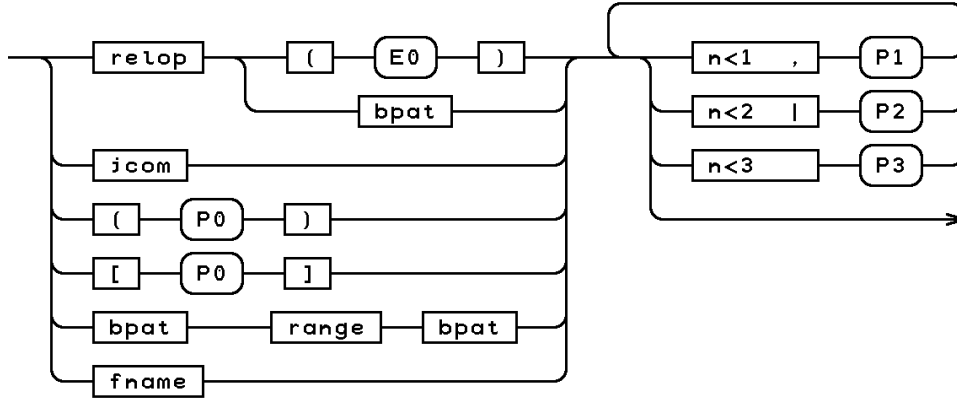 relop ( E0 ) n<1 , P1
bpat n<2 | P2
jcom n<3 P3
( P0 )
[ P0 ]
bpat range bpat
fname